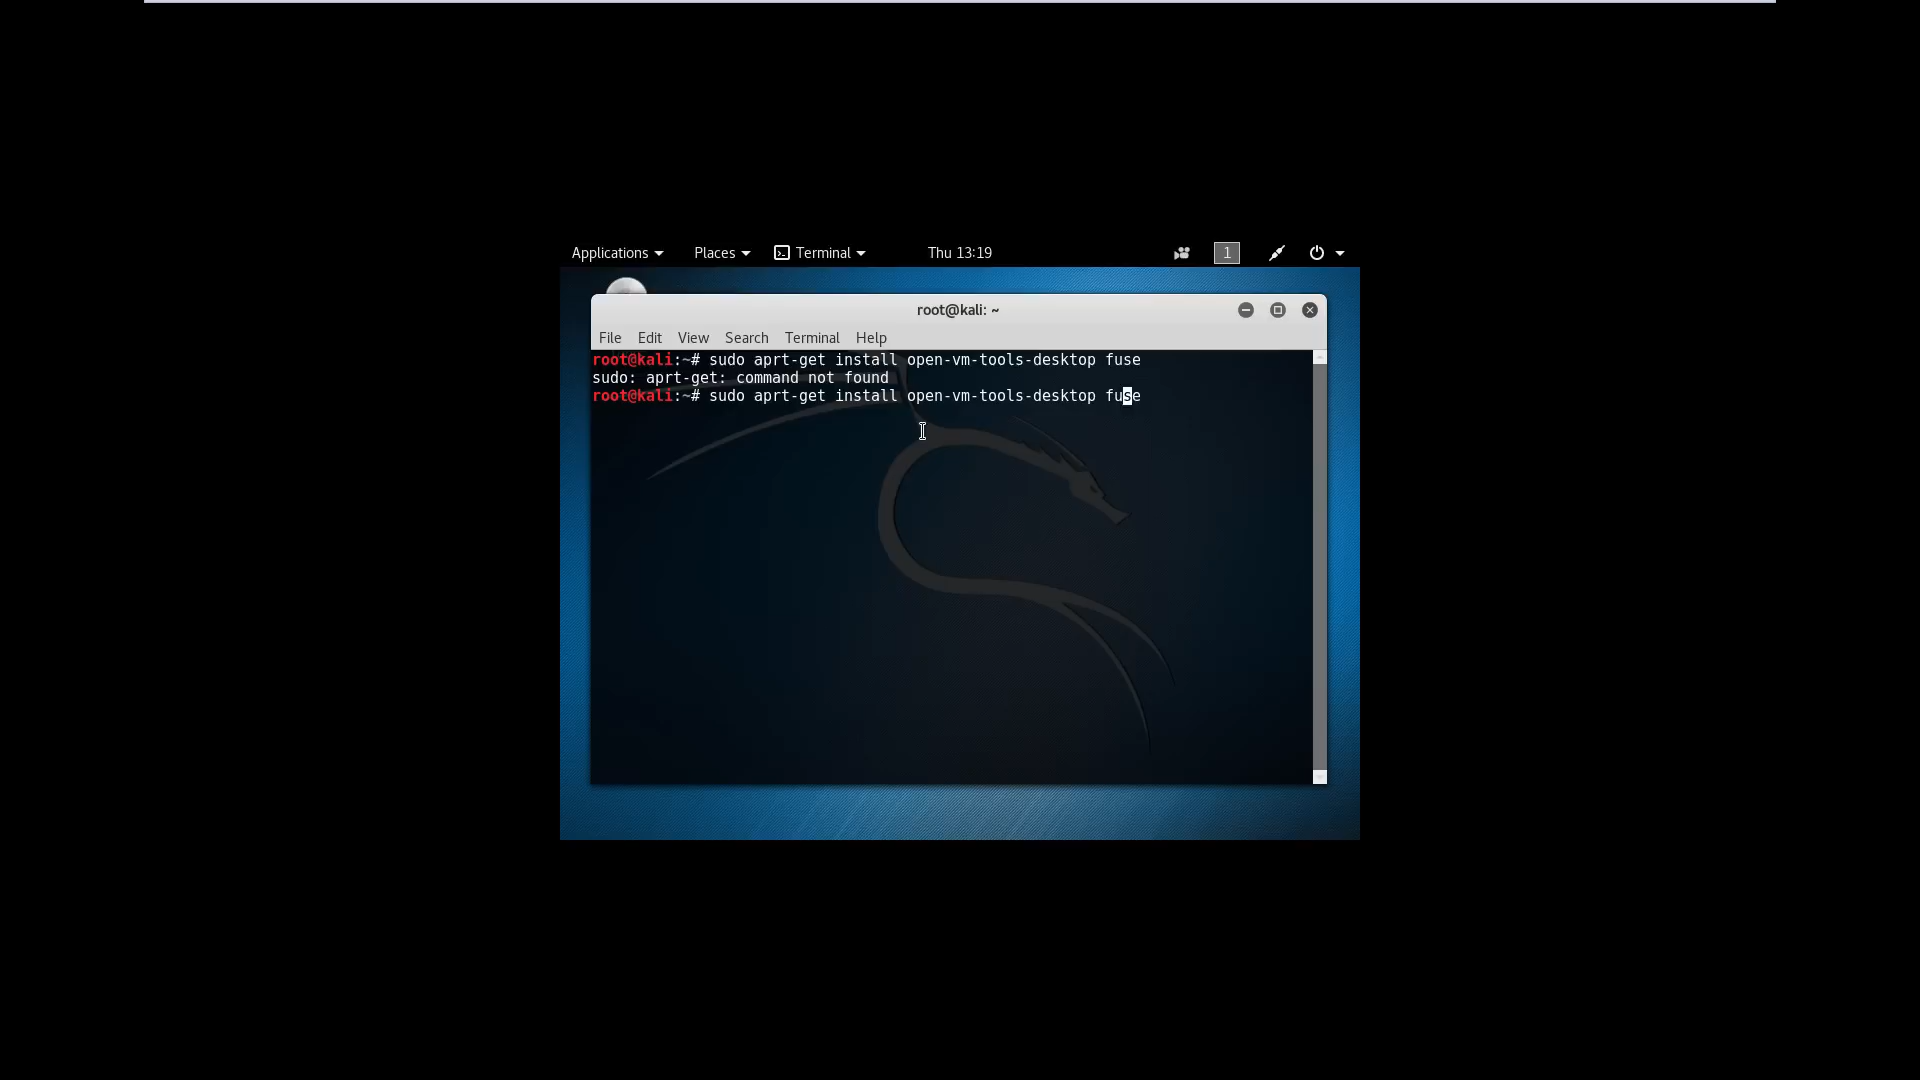 Applications Places Terminal Thu 13:19 1
root@kali: ~
File Edit View Search Terminal Help
root@kali:~# sudo aprt-get install open-vm-tools-desktop fuse
sudo: aprt-get: command not found
root@kali:~# sudo aprt-get install open-vm-tools-desktop fuse